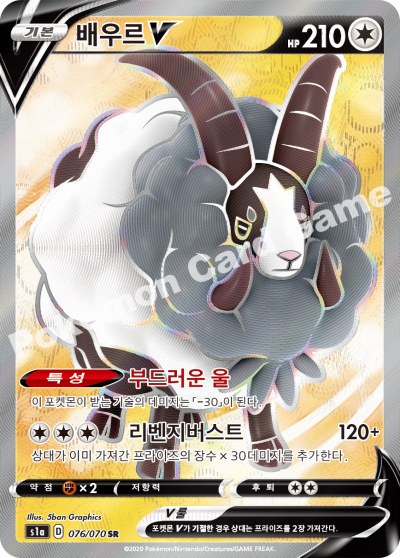 기본 배우르 V HP 210
Pokémon Card Game
특성 부드러운 울
이 포켓몬이 받는 기술의 데미지는 「-30」이 된다.
리벤지버스트 120+
상대가 이미 가져간 프라이즈의 장수 × 30데미지를 추가한다.
약점 ×2 저항력 후퇴
Illus. 5ban Graphics
V룰
s1a D 076/070 SR
포켓몬 V가 기절한 경우 상대는 프라이즈를 2장 가져간다.
©2020 Pokémon/Nintendo/Creatures/GAME FREAK.